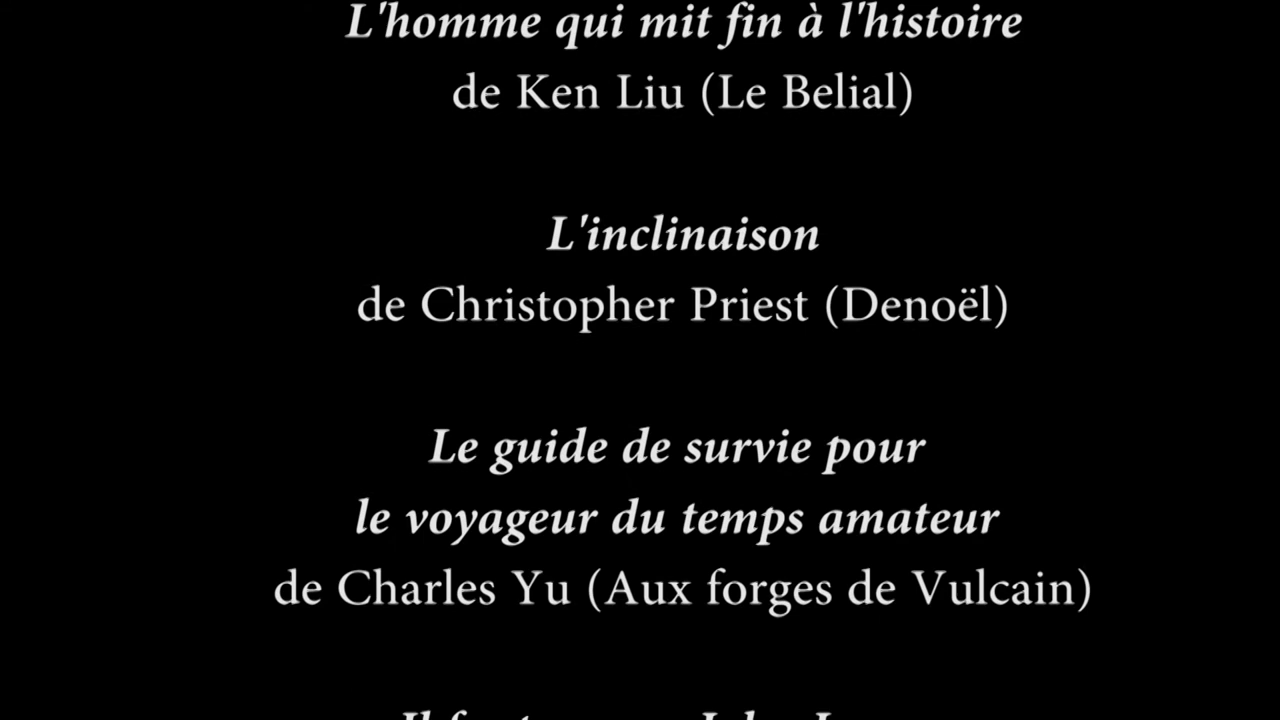 L'homme qui mit fin à l'histoire
de Ken Liu (Le Belial)
L'inclinaison
de Christopher Priest (Denoël)
Le guide de survie pour
le voyageur du temps amateur
de Charles Yu (Aux forges de Vulcain)